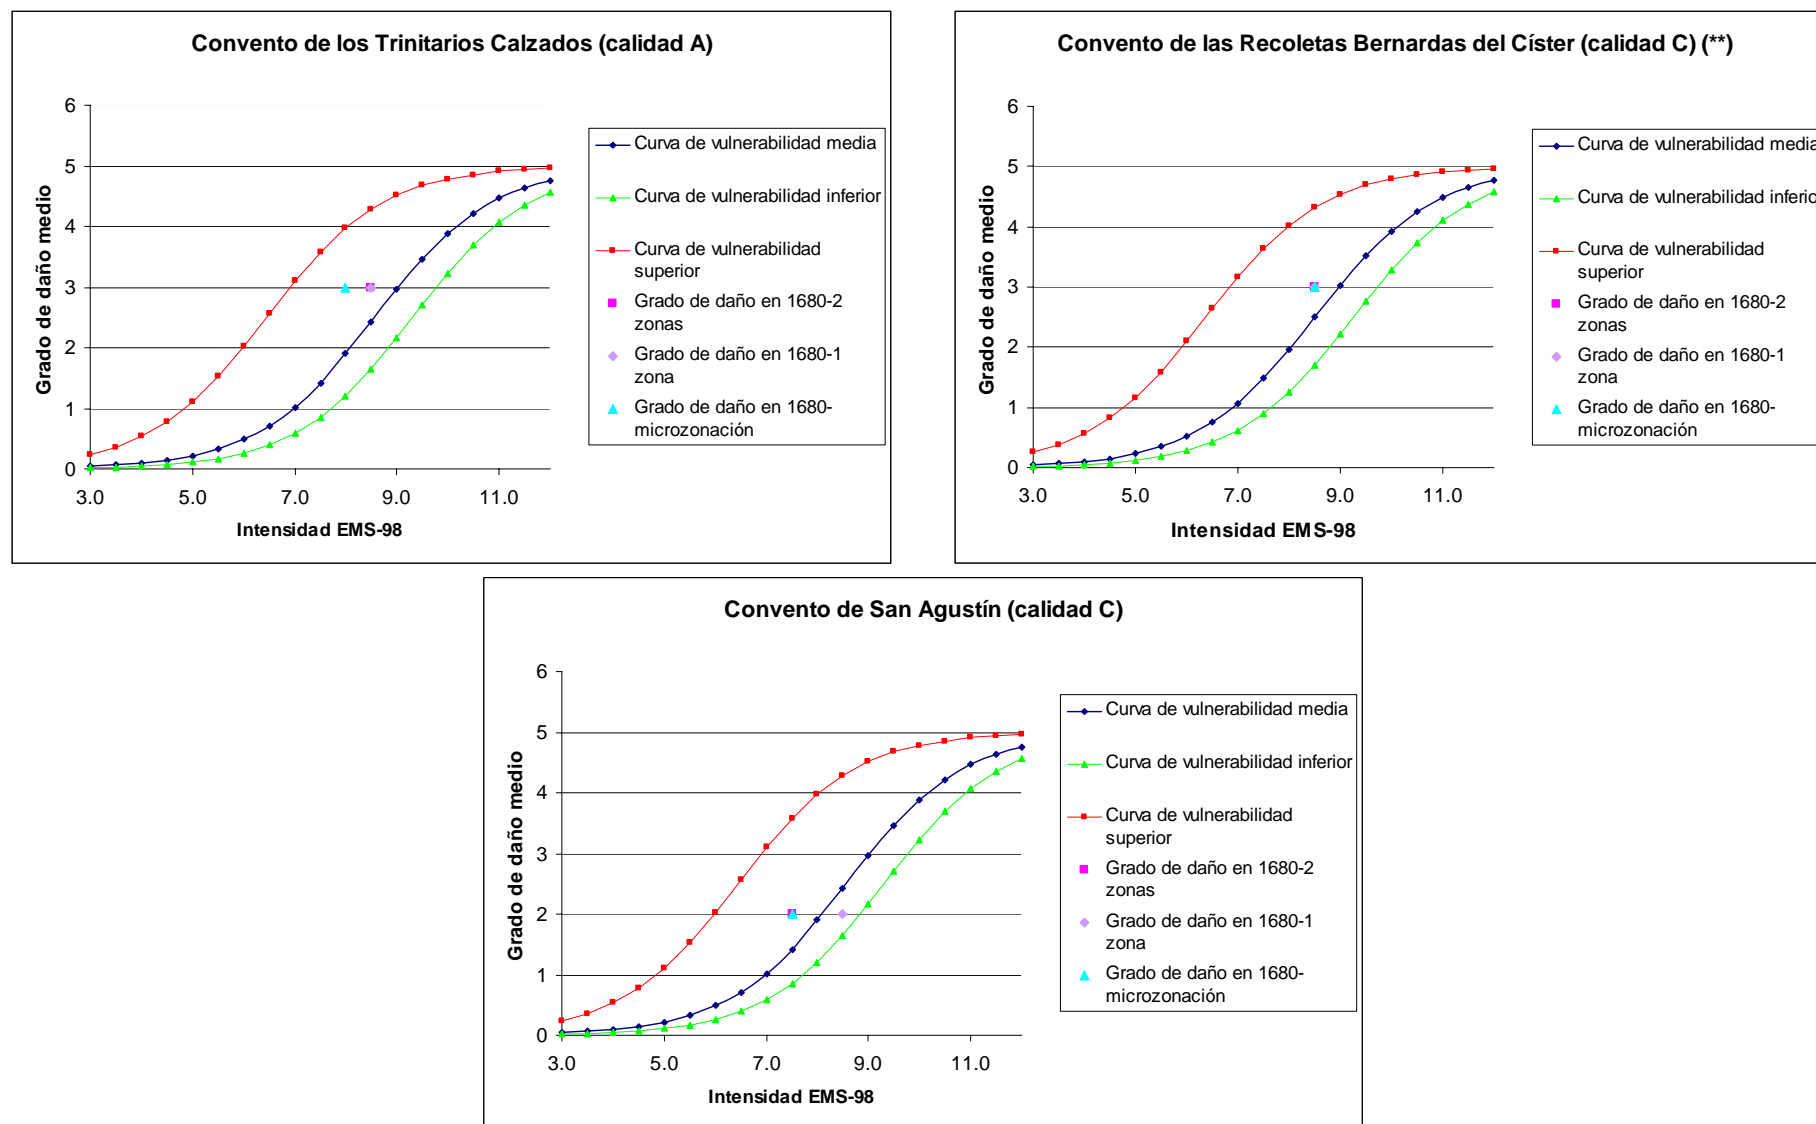 Convento de los Trinitarios Calzados (calidad A)
6
5
4
3
2
1
0
Grado de daño medio
3.0 5.0 7.0 9.0 11.0
Intensidad EMS-98
Curva de vulnerabilidad media
Curva de vulnerabilidad inferior
Curva de vulnerabilidad
superior
Grado de daño en 1680-2
zonas
Grado de daño en 1680-1
zona
Grado de daño en 1680-
microzonación
Convento de las Recoletas Bernardas del Císter (calidad C) (**)
6
5
4
3
2
1
0
Grado de daño medio
3.0 5.0 7.0 9.0 11.0
Intensidad EMS-98
Curva de vulnerabilidad media
Curva de vulnerabilidad inferio
Curva de vulnerabilidad
superior
Grado de daño en 1680-2
zonas
Grado de daño en 1680-1
zona
Grado de daño en 1680-
microzonación
Convento de San Agustín (calidad C)
6
5
4
3
2
1
0
Grado de daño medio
3.0 5.0 7.0 9.0 11.0
Intensidad EMS-98
Curva de vulnerabilidad media
Curva de vulnerabilidad inferior
Curva de vulnerabilidad
superior
Grado de daño en 1680-2
zonas
Grado de daño en 1680-1
zona
Grado de daño en 1680-
microzonación